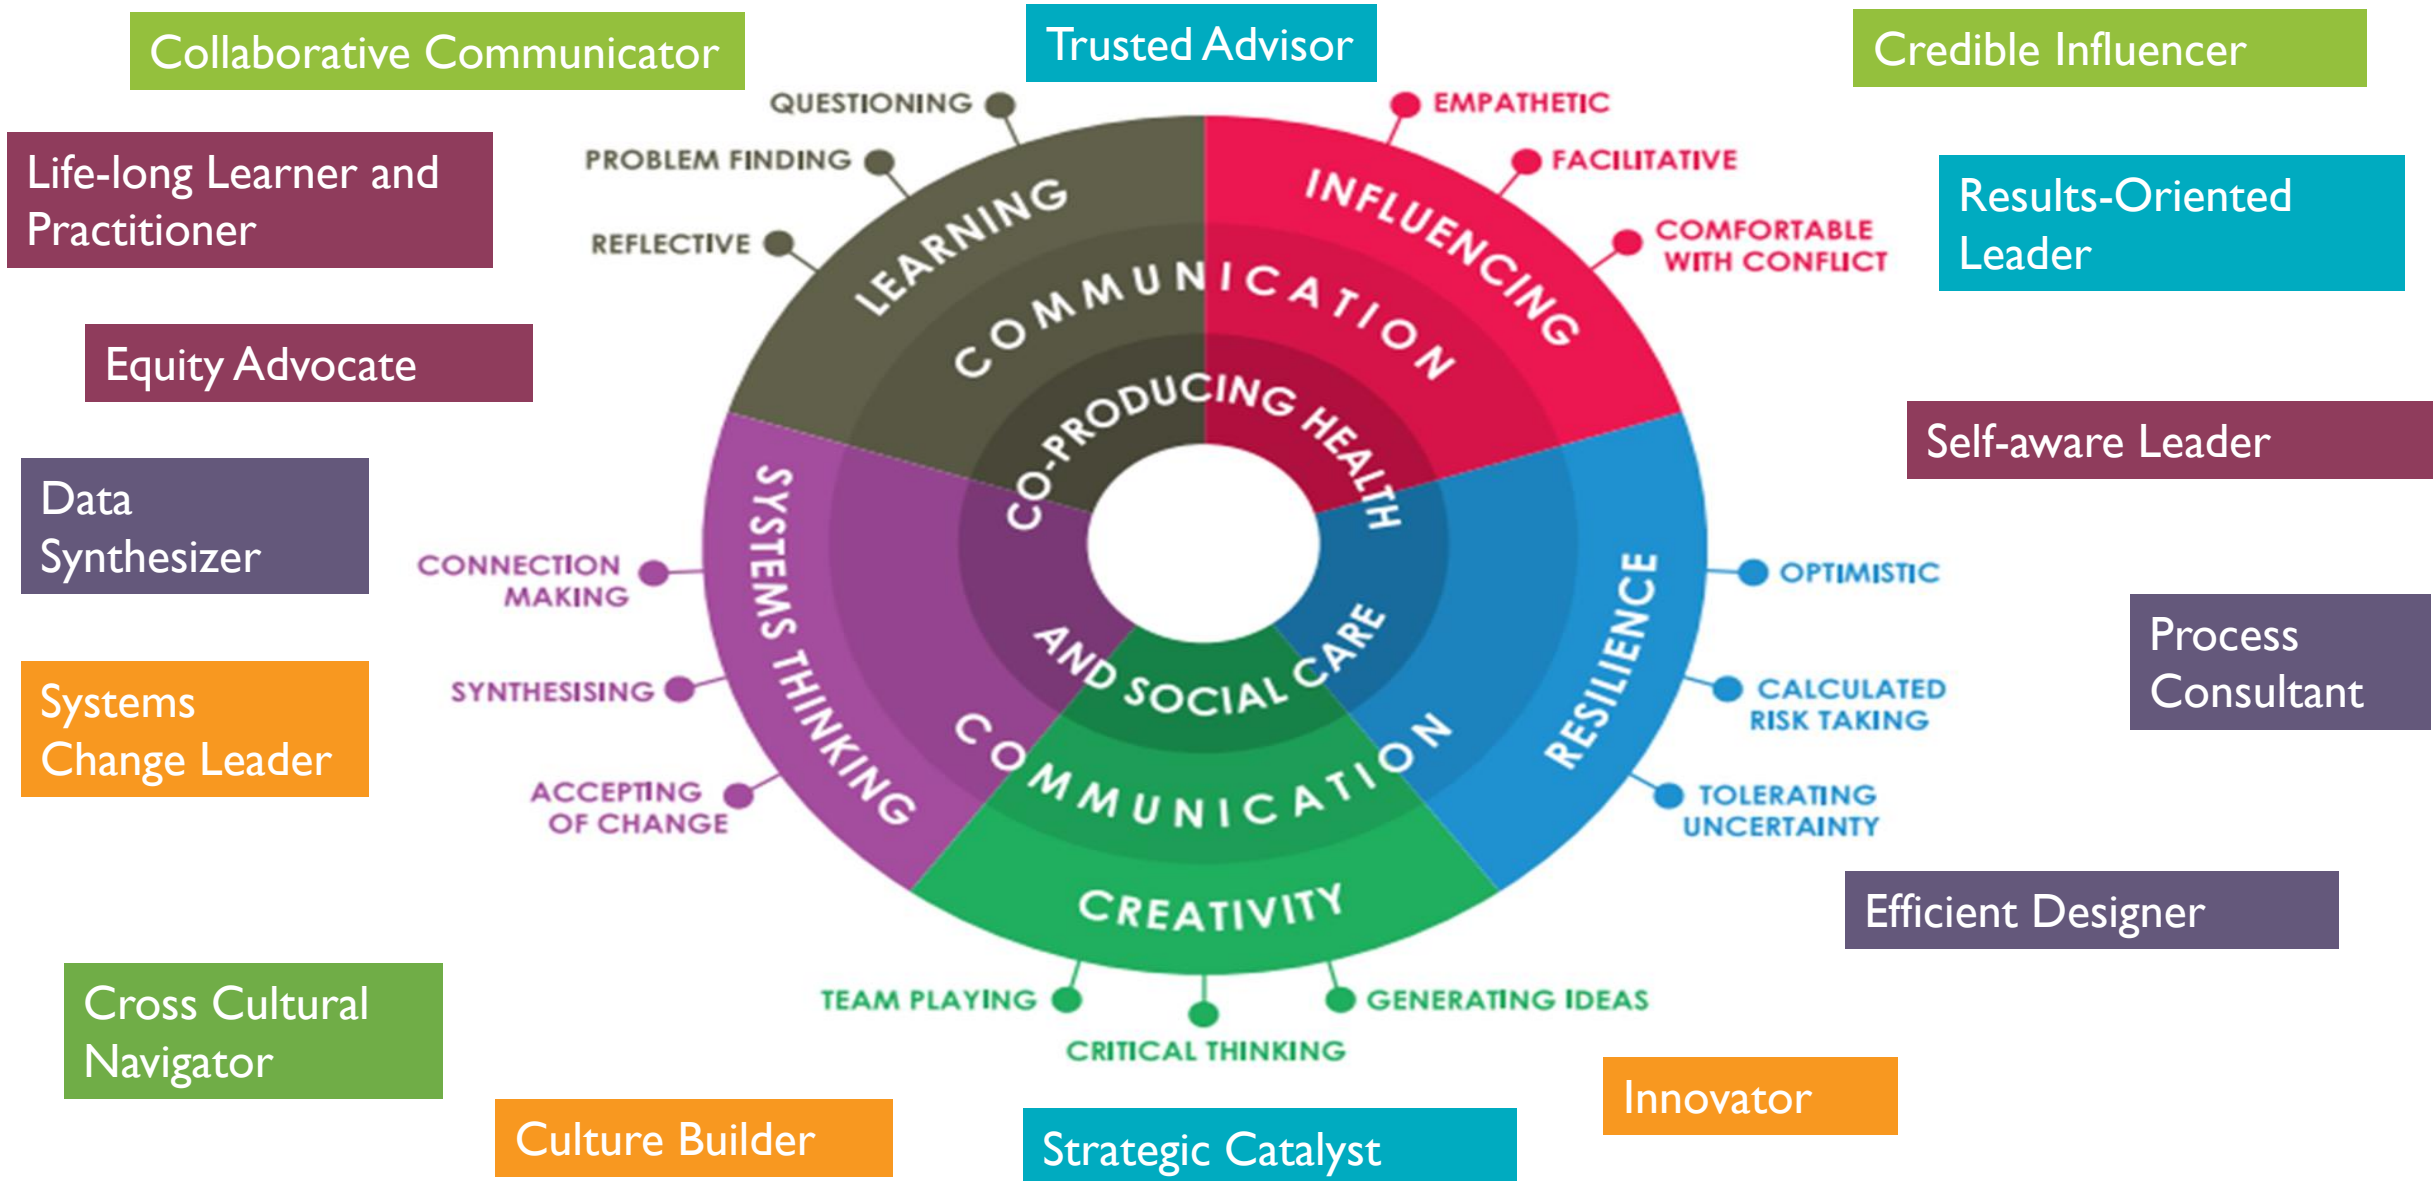 Collaborative Communicator
Trusted Advisor
Credible Influencer
QUESTIONING
EMPATHETIC
Life-long Learner and
Practitioner
PROBLEM FINDING
FACILITATIVE
Results-Oriented
Leader
REFLECTIVE
COMFORTABLE
WITH CONFLICT
LEARNING
INFLUENCING
COMMUNICATION
Equity Advocate
CO-PRODUCING HEALTH
Self-aware Leader
Data
Synthesizer
SYSTEMS THINKING
CONNECTION
MAKING
RESILIENCE
OPTIMISTIC
Process
Consultant
AND SOCIAL CARE
Systems
Change Leader
SYNTHESISING
CALCULATED
RISK TAKING
COMMUNICATION
ACCEPTING
OF CHANGE
TOLERATING
UNCERTAINTY
CREATIVITY
Efficient Designer
Cross Cultural
Navigator
TEAM PLAYING
GENERATING IDEAS
CRITICAL THINKING
Innovator
Culture Builder
Strategic Catalyst